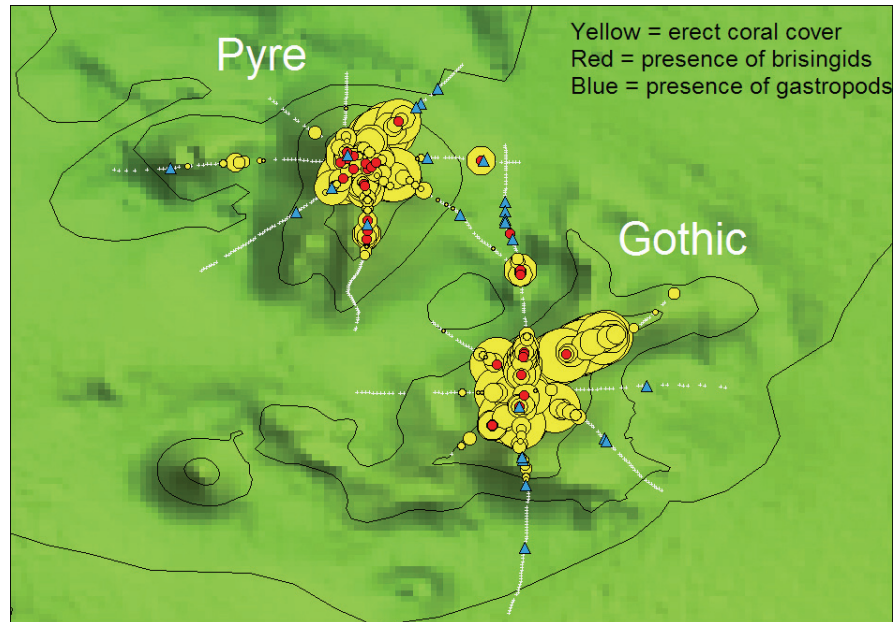 Pyre
Yellow = erect coral cover
Red = presence of brisingids
Blue = presence of gastropods
Gothic